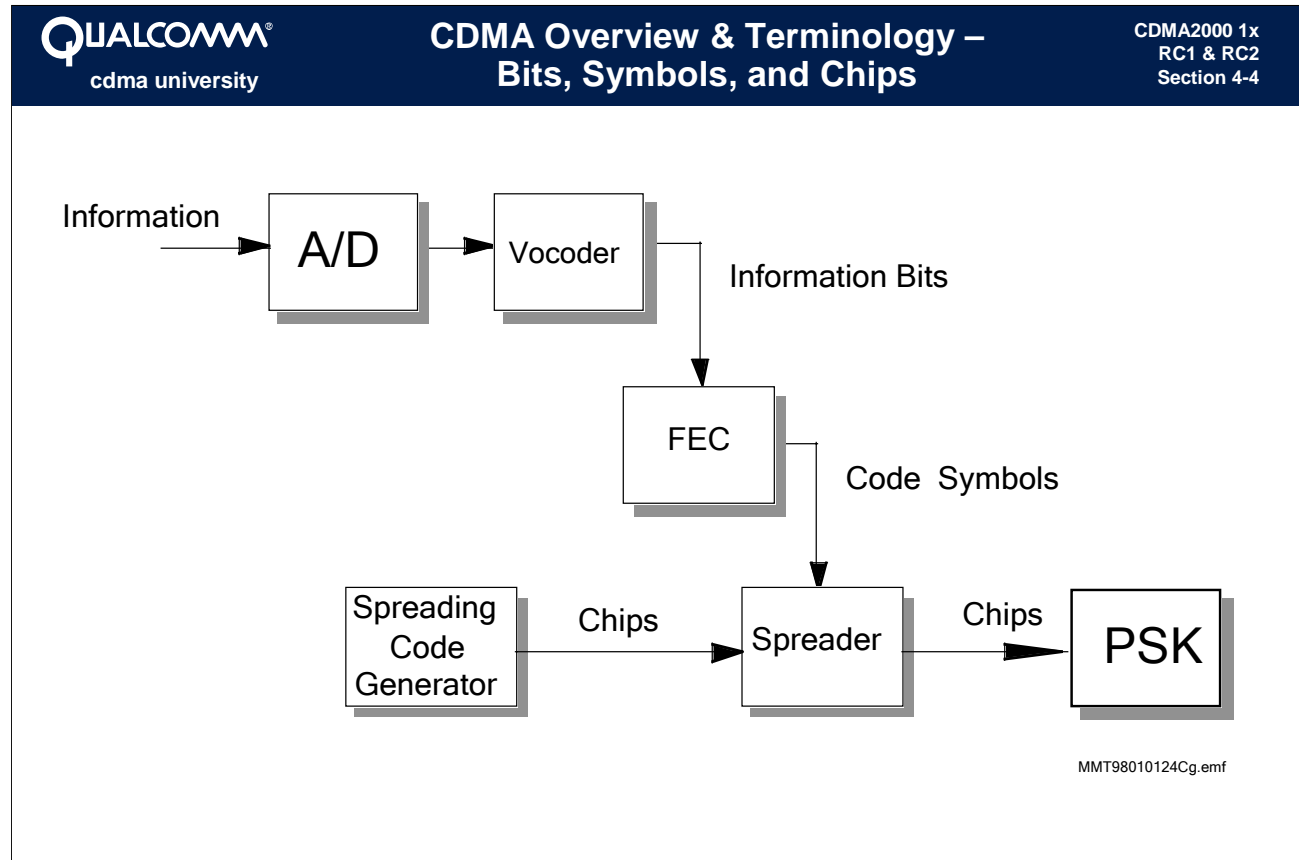 QUALCOMM®
cdma university
CDMA Overview & Terminology –
Bits, Symbols, and Chips
CDMA2000 1x
RC1 & RC2
Section 4-4
Information
A/D
Vocoder
Information Bits
FEC
Code Symbols
Spreading
Code
Generator
Chips
Spreader
Chips
PSK
MMT98010124Cg.emf